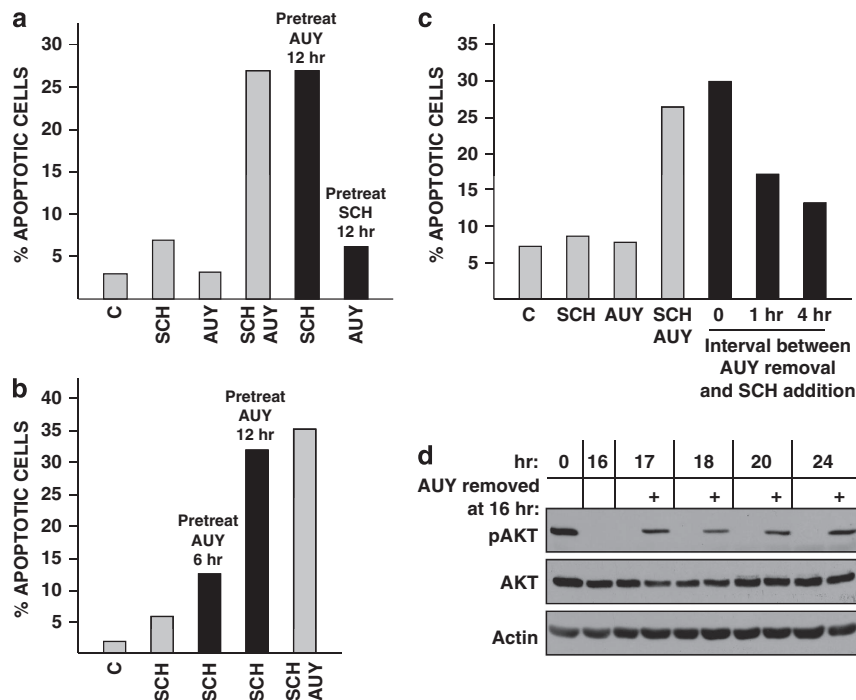 a
% APOPTOTIC CELLS
30
25
20
15
10
5
Pretreat
AUY
12 hr
Pretreat
SCH
12 hr
C
SCH
AUY
SCH
AUY
SCH
AUY
b
% APOPTOTIC CELLS
40
35
30
25
20
15
10
5
Pretreat
AUY
6 hr
Pretreat
AUY
12 hr
C
SCH
SCH
SCH
SCH
AUY
c
% APOPTOTIC CELLS
35
30
25
20
15
10
5
C SCH AUY SCH 0 1 hr 4 hr
AUY
Interval between
AUY removal
and SCH addition
d
hr: 0 16 17 18 20 24
AUY removed + + + +
at 16 hr:
pAKT
AKT
Actin